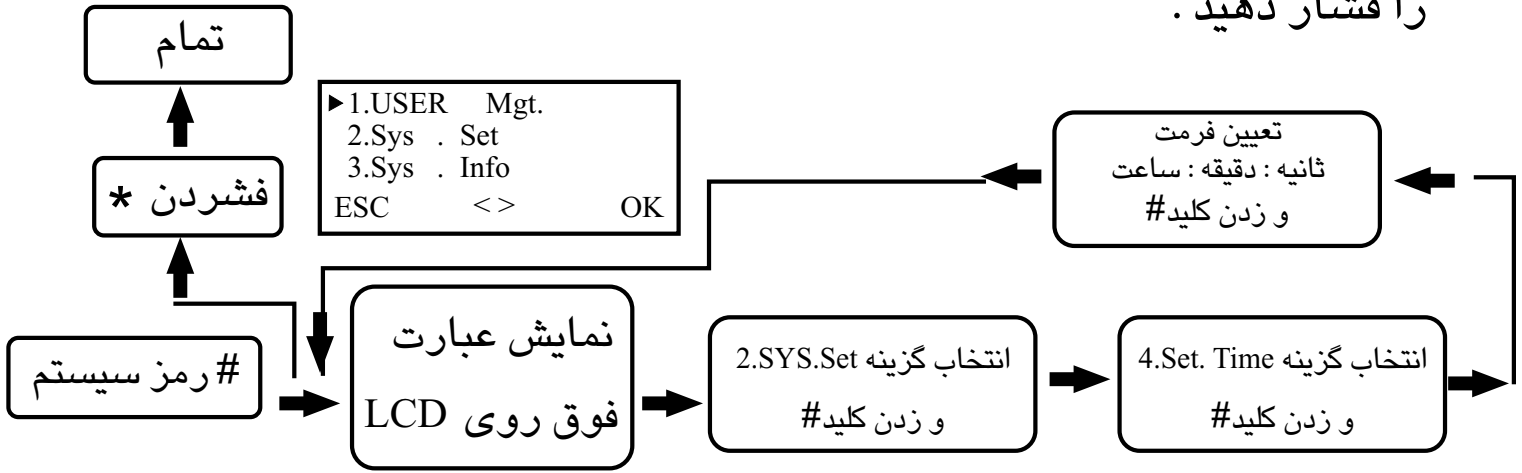 را فشار دهید .
تمام
▶1.USER Mgt.
2.Sys . Set
3.Sys . Info
ESC < > OK
تعیین فرمت
ثانیه : دقیقه : ساعت
و زدن کلید#
فشردن *
#رمز سیستم
نمایش عبارت
فوق روی LCD
انتخاب گزینه 2.SYS.Set
و زدن کلید#
انتخاب گزینه 4.Set. Time
و زدن کلید#